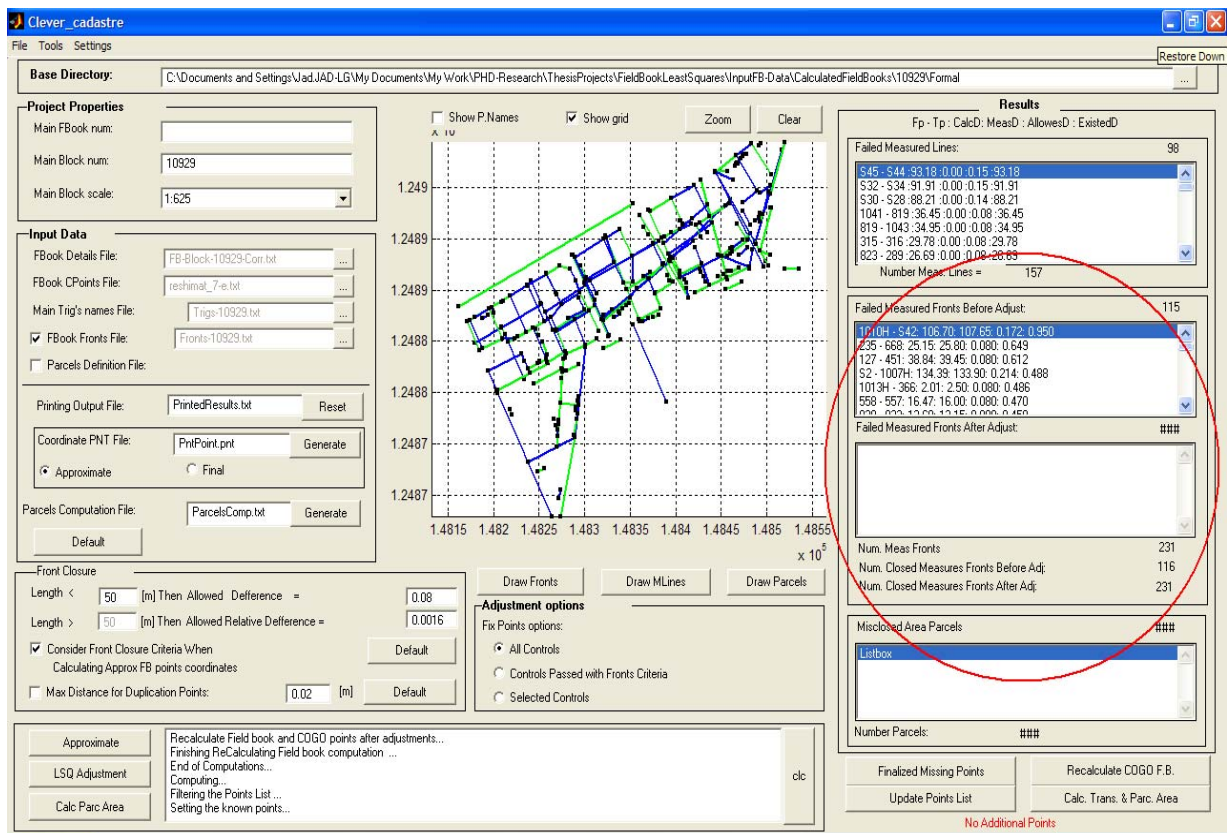 Clever_cadastre
File Tools Settings
Restore Down
Base Directory: C:\Documents and Settings\Jad.JAD-LG\My Documents\My Work\PHD-Research\ThesisProjects\FieldBookLeastSquares\InputFB-Data\CalculatedFieldBooks\10929\Formal ...
Project Properties
Main FBook num:
Main Block num: 10929
Main Block scale: 1:625
Input Data
FBook Details File: FB-Block-10929-Corr.txt ...
FBook CPoints File: reshimat_7-e.txt ...
Main Trig's names File: Trigs-10929.txt ...
FBook Fronts File: Fronts-10929.txt ...
Parcels Definition File:
Printing Output File: PrintedResults.txt Reset
Coordinate PNT File: PntPoint.pnt Generate
Approximate Final
Parcels Computation File: ParcelsComp.txt Generate
Default
Show P.Names Show grid Zoom Clear
1.249
1.2489
1.2489
1.2488
1.2488
1.2487
1.2487
1.4815 1.482 1.4825 1.483 1.4835 1.484 1.4845 1.485 1.4855
x 10^5
Draw Fronts Draw MLines Draw Parcels
Front Closure
Length < 50 [m] Then Allowed Defference = 0.08
Length > 50 [m] Then Allowed Relative Defference = 0.0016
Consider Front Closure Criteria When
Calculating Approx FB points coordinates
Default
Max Distance for Duplication Points: 0.02 [m] Default
Adjustment options
Fix Points options:
All Controls
Controls Passed with Fronts Criteria
Selected Controls
Approximate
LSQ Adjustment
Calc Parc Area
Recalculate Field book and COGO points after adjustments...
Finishing ReCalculating Field book computation ...
End of Computations...
Computing...
Filtering the Points List ...
Setting the known points...
clc
Results
Fp - Tp : CalcD: MeasD : AllowesD : ExistedD
Failed Measured Lines: 98
S45 - S44 :93.18 :0.00 :0.15 :93.18
S32 - S34 :91.91 :0.00 :0.15 :91.91
S30 - S28 :88.21 :0.00 :0.14 :88.21
1041 - 819 :36.45 :0.00 :0.08 :36.45
819 - 1043 :34.95 :0.00 :0.08 :34.95
315 - 316 :29.78 :0.00 :0.08 :29.78
823 - 289 :26.69 :0.00 :0.08 :26.69
Number Meas. Lines = 157
Failed Measured Fronts Before Adjust: 115
1010H - S42: 106.70: 107.65: 0.172: 0.950
235 - 668: 25.15: 25.80: 0.080: 0.649
127 - 451: 38.84: 39.45: 0.080: 0.612
S2 - 1007H: 134.39: 133.90: 0.214: 0.488
1013H - 366: 2.01: 2.50: 0.080: 0.486
558 - 557: 16.47: 16.00: 0.080: 0.470
Failed Measured Fronts After Adjust: ###
Num. Meas Fronts 231
Num. Closed Measures Fronts Before Adj: 116
Num. Closed Measures Fronts After Adj: 231
Misclosed Area Parcels ###
Listbox
Number Parcels: ###
Finalized Missing Points Recalculate COGO F.B.
Update Points List Calc. Trans. & Parc. Area
No Additional Points